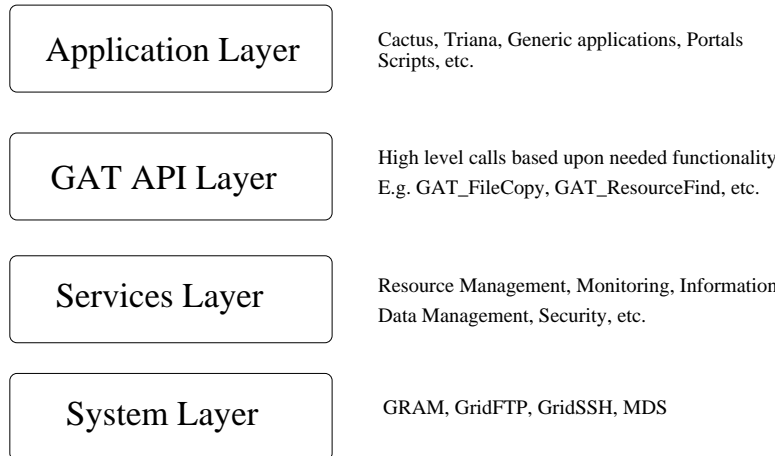 Application Layer
Cactus, Triana, Generic applications, Portals
Scripts, etc.
GAT API Layer
High level calls based upon needed functionality
E.g. GAT_FileCopy, GAT_ResourceFind, etc.
Services Layer
Resource Management, Monitoring, Information
Data Management, Security, etc.
System Layer
GRAM, GridFTP, GridSSH, MDS